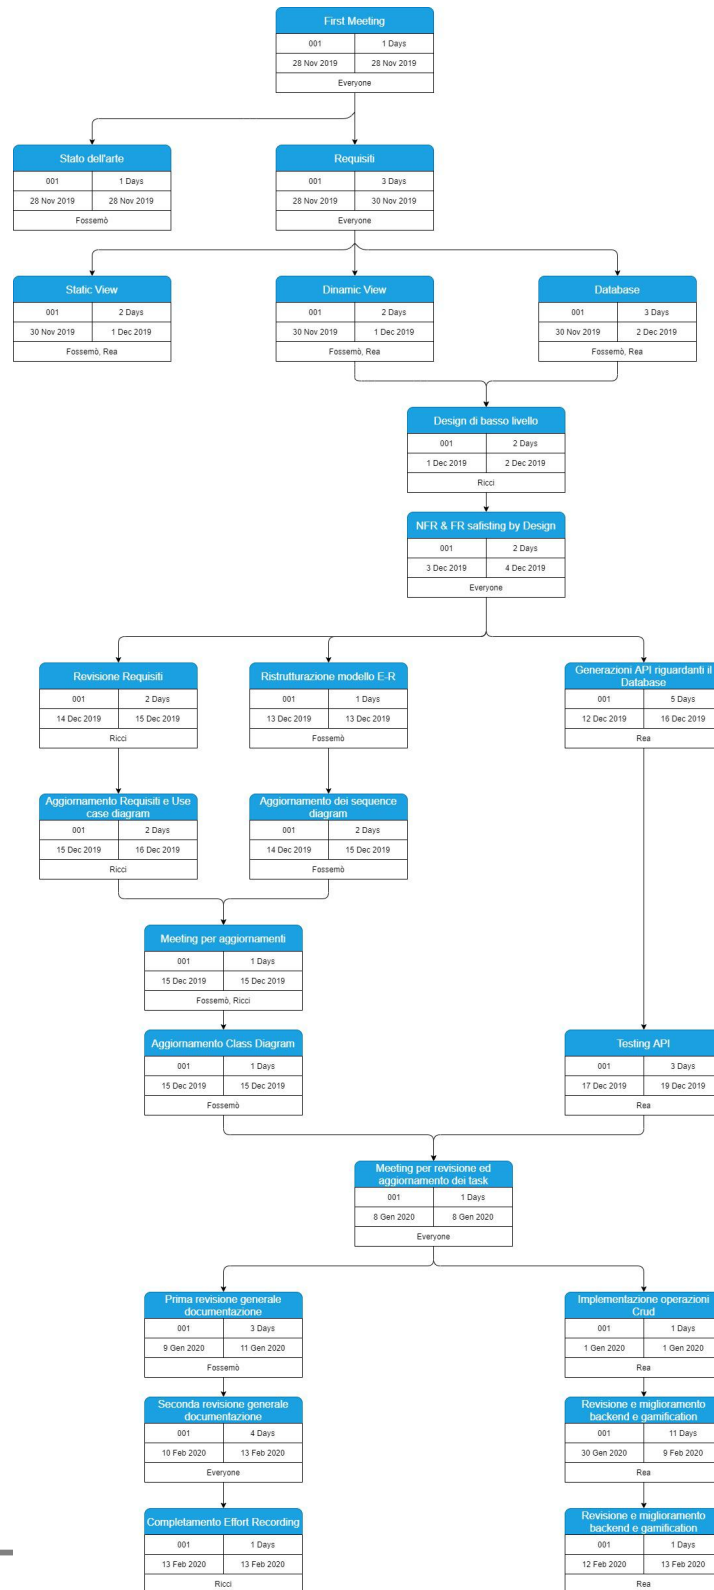 First Meeting
001 1 Days
28 Nov 2019 28 Nov 2019
Everyone
Stato dell'arte
001 1 Days
28 Nov 2019 28 Nov 2019
Fossemò
Requisiti
001 3 Days
28 Nov 2019 30 Nov 2019
Everyone
Static View
001 2 Days
30 Nov 2019 1 Dec 2019
Fossemò, Rea
Dinamic View
001 2 Days
30 Nov 2019 1 Dec 2019
Fossemò, Rea
Database
001 3 Days
30 Nov 2019 2 Dec 2019
Fossemò, Rea
Design di basso livello
001 2 Days
1 Dec 2019 2 Dec 2019
Ricci
NFR & FR safisting by Design
001 2 Days
3 Dec 2019 4 Dec 2019
Everyone
Revisione Requisiti
001 2 Days
14 Dec 2019 15 Dec 2019
Ricci
Ristrutturazione modello E-R
001 1 Days
13 Dec 2019 13 Dec 2019
Fossemò
Generazioni API riguardanti il
Database
001 5 Days
12 Dec 2019 16 Dec 2019
Rea
Aggiornamento Requisiti e Use
case diagram
001 2 Days
15 Dec 2019 16 Dec 2019
Ricci
Aggiornamento dei sequence
diagram
001 2 Days
14 Dec 2019 15 Dec 2019
Fossemò
Meeting per aggiornamenti
001 1 Days
15 Dec 2019 15 Dec 2019
Fossemò, Ricci
Aggiornamento Class Diagram
001 1 Days
15 Dec 2019 15 Dec 2019
Fossemò
Testing API
001 3 Days
17 Dec 2019 19 Dec 2019
Rea
Meeting per revisione ed
aggiornamento dei task
001 1 Days
8 Gen 2020 8 Gen 2020
Everyone
Prima revisione generale
documentazione
001 3 Days
9 Gen 2020 11 Gen 2020
Fossemò
Implementazione operazioni
Crud
001 1 Days
1 Gen 2020 1 Gen 2020
Rea
Seconda revisione generale
documentazione
001 4 Days
10 Feb 2020 13 Feb 2020
Everyone
Revisione e miglioramento
backend e gamification
001 11 Days
30 Gen 2020 9 Feb 2020
Rea
Completamento Effort Recording
001 1 Days
13 Feb 2020 13 Feb 2020
Ricci
Revisione e miglioramento
backend e gamification
001 1 Days
12 Feb 2020 13 Feb 2020
Rea